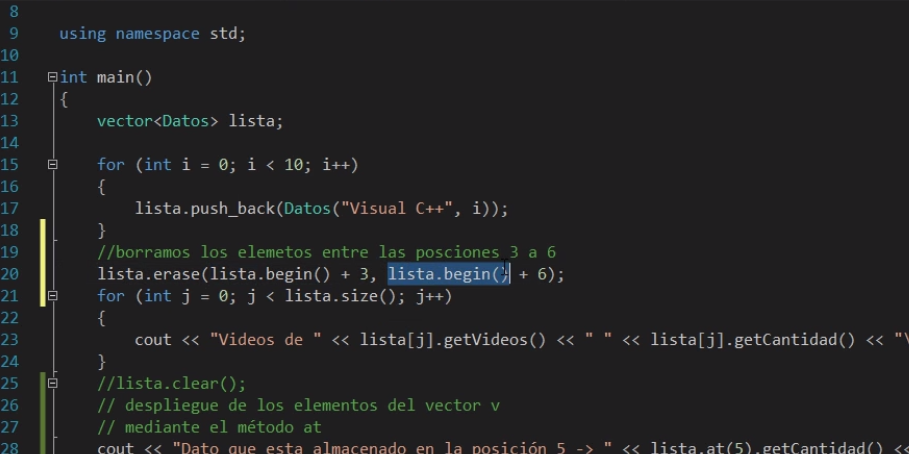 8
9 using namespace std;
10
11 int main()
12 {
13 vector<Datos> lista;
14
15 for (int i = 0; i < 10; i++)
16 {
17 lista.push_back(Datos("Visual C++", i));
18 }
19 //borramos los elemetos entre las posciones 3 a 6
20 lista.erase(lista.begin() + 3, lista.begin() + 6);
21 for (int j = 0; j < lista.size(); j++)
22 {
23 cout << "Videos de " << lista[j].getVideos() << " " << lista[j].getCantidad() << "\
24 }
25 //lista.clear();
26 // despliegue de los elementos del vector v
27 // mediante el método at
28 cout << "Dato que esta almacenado en la posición 5 -> " << lista.at(5).getCantidad() <<